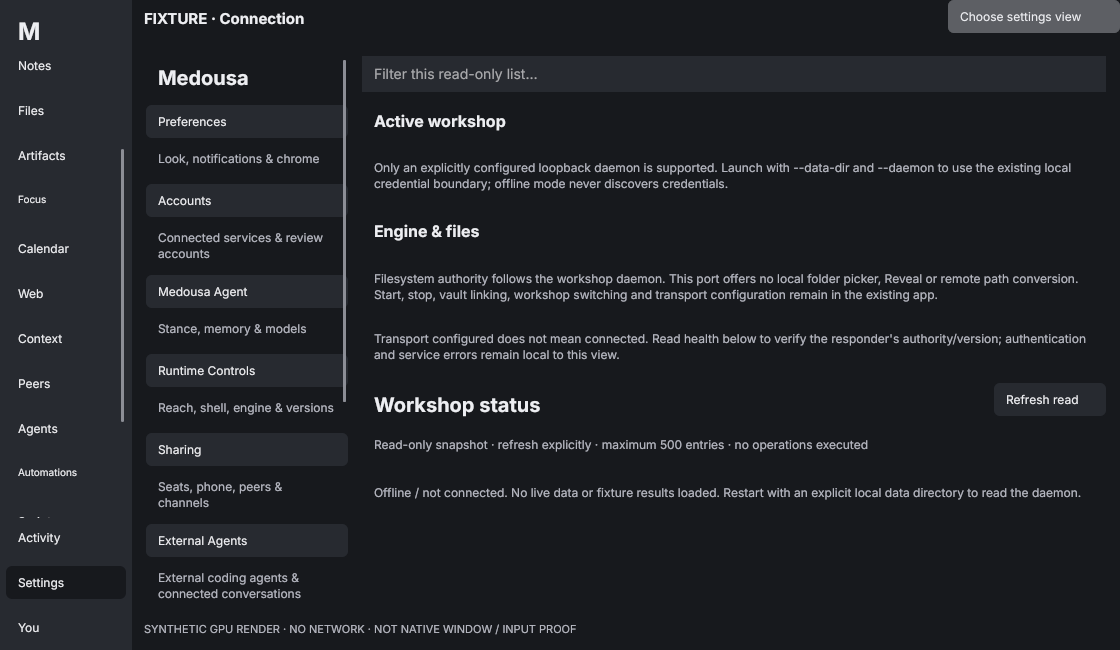 M
Notes
Files
Artifacts
Focus
Calendar
Web
Context
Peers
Agents
Automations
Activity
Settings
You
FIXTURE · Connection
Choose settings view
Medousa
Preferences
Look, notifications & chrome
Accounts
Connected services & review
accounts
Medousa Agent
Stance, memory & models
Runtime Controls
Reach, shell, engine & versions
Sharing
Seats, phone, peers &
channels
External Agents
External coding agents &
connected conversations
Filter this read-only list...
Active workshop
Only an explicitly configured loopback daemon is supported. Launch with --data-dir and --daemon to use the existing local
credential boundary; offline mode never discovers credentials.
Engine & files
Filesystem authority follows the workshop daemon. This port offers no local folder picker, Reveal or remote path conversion.
Start, stop, vault linking, workshop switching and transport configuration remain in the existing app.
Transport configured does not mean connected. Read health below to verify the responder's authority/version; authentication
and service errors remain local to this view.
Workshop status
Refresh read
Read-only snapshot · refresh explicitly · maximum 500 entries · no operations executed
Offline / not connected. No live data or fixture results loaded. Restart with an explicit local data directory to read the daemon.
SYNTHETIC GPU RENDER · NO NETWORK · NOT NATIVE WINDOW / INPUT PROOF